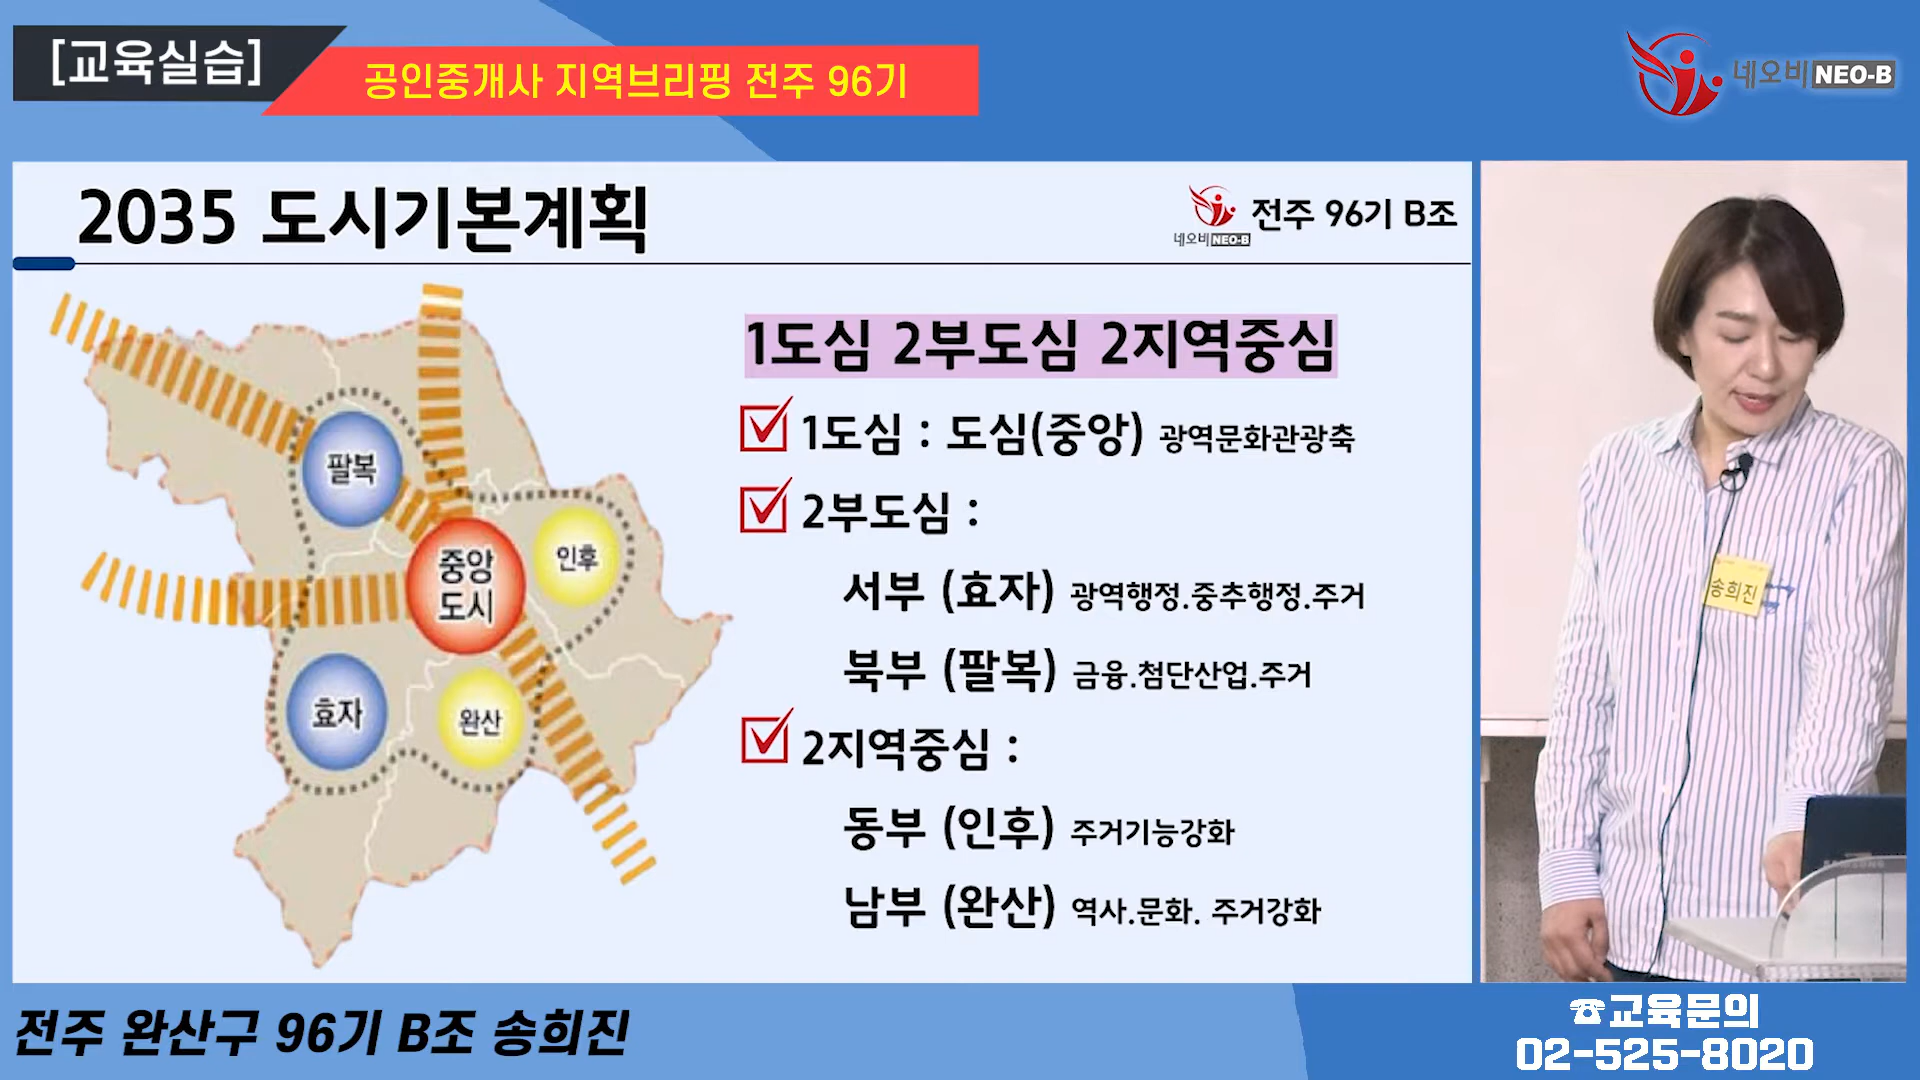 [교육실습]
공인중개사 지역브리핑 전주 96기
네오비 NEO-B
2035 도시기본계획
네오비 NEO-B
전주 96기 B조
팔복
중앙
도시
인후
효자
완산
1도심 2부도심 2지역중심
1도심 : 도심(중앙) 광역문화관광축
2부도심 :
서부 (효자) 광역행정.중추행정.주거
북부 (팔복) 금융.첨단산업.주거
2지역중심 :
동부 (인후) 주거기능강화
남부 (완산) 역사.문화. 주거강화
송희진
SAMSUNG
전주 완산구 96기 B조 송희진
☎교육문의
02-525-8020